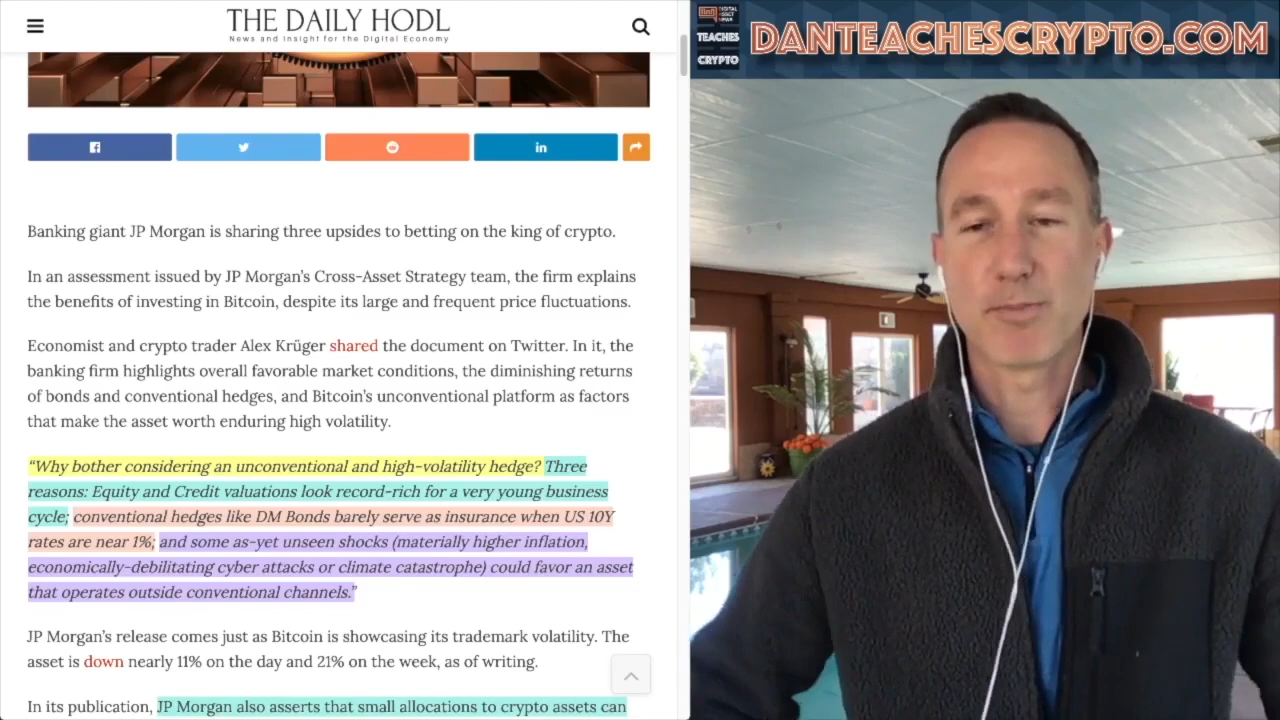 THE DAILY HODL
News and Insight for the Digital Economy
Banking giant JP Morgan is sharing three upsides to betting on the king of crypto.
In an assessment issued by JP Morgan's Cross-Asset Strategy team, the firm explains
the benefits of investing in Bitcoin, despite its large and frequent price fluctuations.
Economist and crypto trader Alex Krüger shared the document on Twitter. In it, the
banking firm highlights overall favorable market conditions, the diminishing returns
of bonds and conventional hedges, and Bitcoin's unconventional platform as factors
that make the asset worth enduring high volatility.
“Why bother considering an unconventional and high-volatility hedge? Three
reasons: Equity and Credit valuations look record-rich for a very young business
cycle; conventional hedges like DM Bonds barely serve as insurance when US 10Y
rates are near 1%; and some as-yet unseen shocks (materially higher inflation,
economically-debilitating cyber attacks or climate catastrophe) could favor an asset
that operates outside conventional channels.”
JP Morgan's release comes just as Bitcoin is showcasing its trademark volatility. The
asset is down nearly 11% on the day and 21% on the week, as of writing.
In its publication, JP Morgan also asserts that small allocations to crypto assets can
DIGITAL
ASSET
NEWS
TEACHES
CRYPTO
DANTEACHESCRYPTO.COM